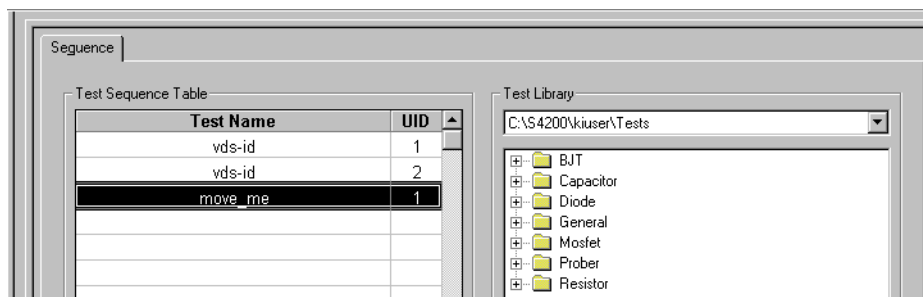 Sequence
Test Sequence Table
Test Name UID
vds-id 1
vds-id 2
move_me 1
Test Library
C:\S4200\kiuser\Tests
BJT
Capacitor
Diode
General
Mosfet
Prober
Resistor